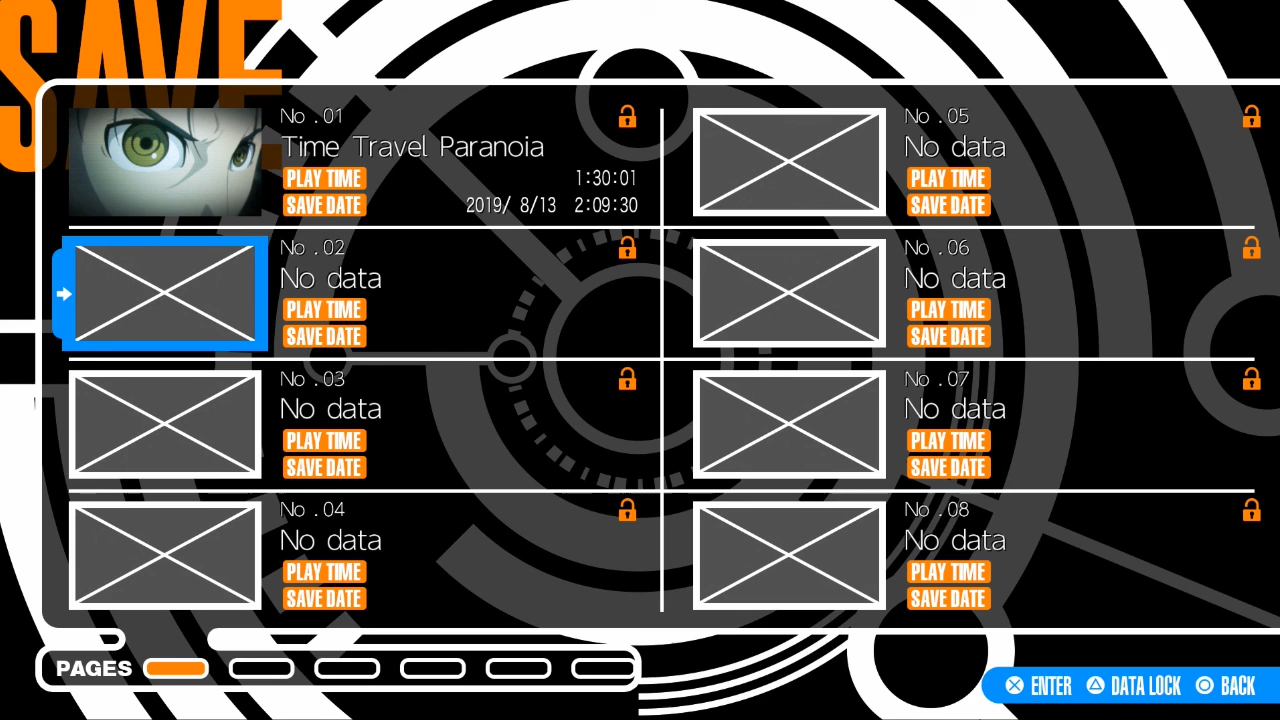 SAVE
No .01
Time Travel Paranoia
PLAY TIME 1:30:01
SAVE DATE 2019/ 8/13 2:09:30
No .02
No data
PLAY TIME
SAVE DATE
No .03
No data
PLAY TIME
SAVE DATE
No .04
No data
PLAY TIME
SAVE DATE
No .05
No data
PLAY TIME
SAVE DATE
No .06
No data
PLAY TIME
SAVE DATE
No .07
No data
PLAY TIME
SAVE DATE
No .08
No data
PLAY TIME
SAVE DATE
PAGES
ENTER DATA LOCK BACK